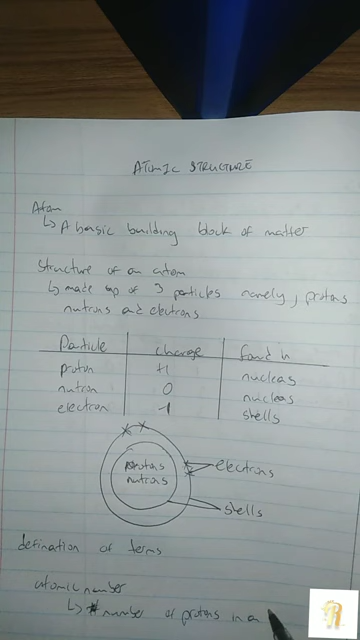 ATOMIC STRUCTURE
Atom
↳ A basic building block of matter
Structure of an atom
↳ made up of 3 particles namely, protons
nutrons and electrons
Particle charge found in
proton +1 nucleas
nutron 0 nucleas
electron -1 shells
protons
nutrons
electrons
shells
defination of terms
atomic number
↳ number of protons in an